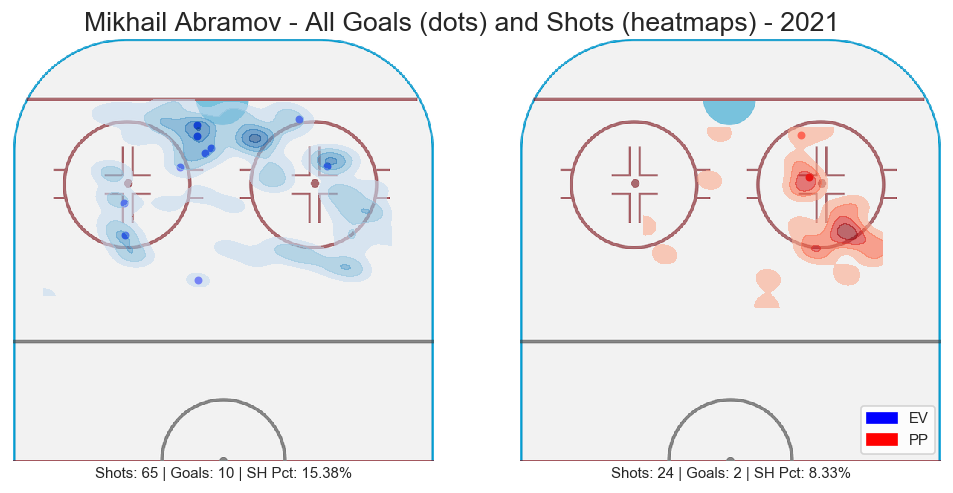 Mikhail Abramov - All Goals (dots) and Shots (heatmaps) - 2021
EV
PP
Shots: 65 | Goals: 10 | SH Pct: 15.38%
Shots: 24 | Goals: 2 | SH Pct: 8.33%